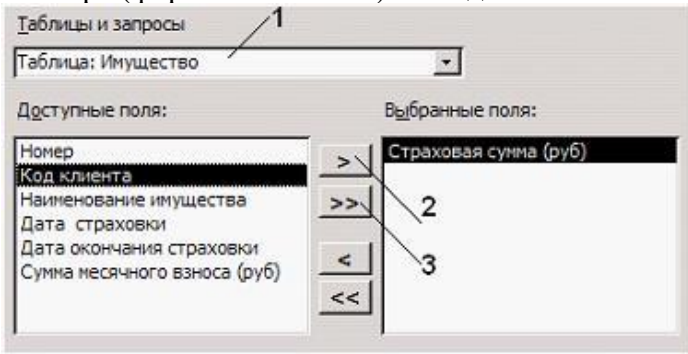 Таблицы и запросы
1
Таблица: Имущество
Доступные поля:
Выбранные поля:
Номер
Код клиента
Наименование имущества
Дата страховки
Дата окончания страховки
Сумма месячного взноса (руб)
>
>>
<
<<
2
3
Страховая сумма (руб)